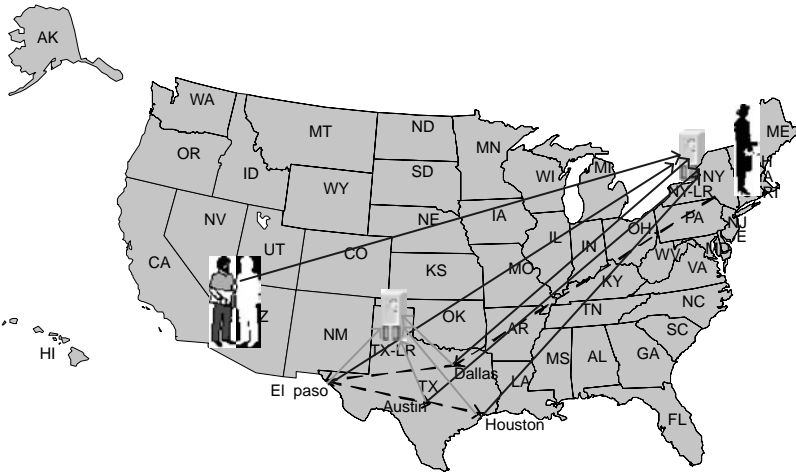 AK
WA
MT
ND
MN
ME
OR
ID
SD
WI
MI
NY
H
A
NY-LR
RI
WY
NE
IA
PA
NJ
E
NV
UT
CO
IL
IN
OH
CA
KS
MO
WV
VA
KY
Z
NM
OK
AR
TN
NC
TX-LR
MS
AL
GA
SC
HI
El paso
TX
Dallas
LA
Austin
Houston
FL